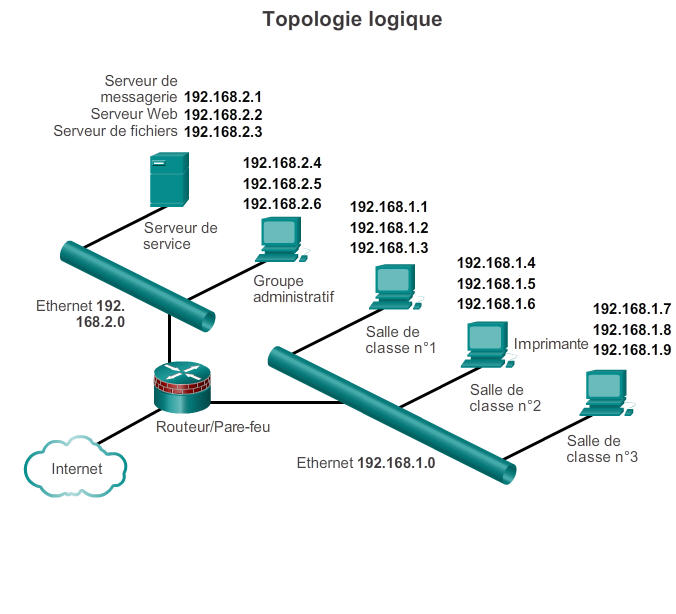 Topologie logique
Serveur de
messagerie 192.168.2.1
Serveur Web 192.168.2.2
Serveur de fichiers 192.168.2.3
192.168.2.4
192.168.2.5
192.168.2.6
Serveur de
service
Groupe
administratif
192.168.1.1
192.168.1.2
192.168.1.3
Salle de
classe n°1
192.168.1.4
192.168.1.5
192.168.1.6
Imprimante
Salle de
classe n°2
192.168.1.7
192.168.1.8
192.168.1.9
Salle de
classe n°3
Ethernet 192.
168.2.0
Routeur/Pare-feu
Internet
Ethernet 192.168.1.0